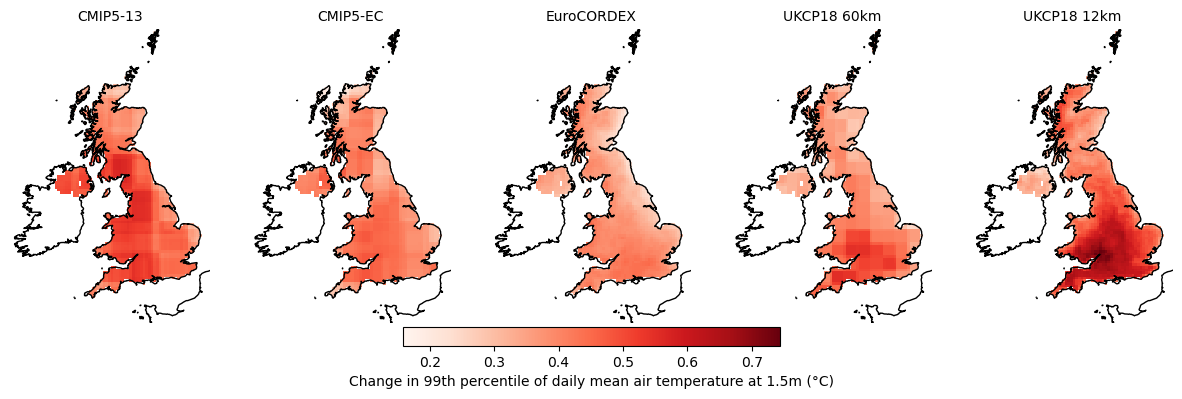 CMIP5-13
CMIP5-EC
EuroCORDEX
UKCP18 60km
UKCP18 12km
0.2 0.3 0.4 0.5 0.6 0.7
Change in 99th percentile of daily mean air temperature at 1.5m (°C)